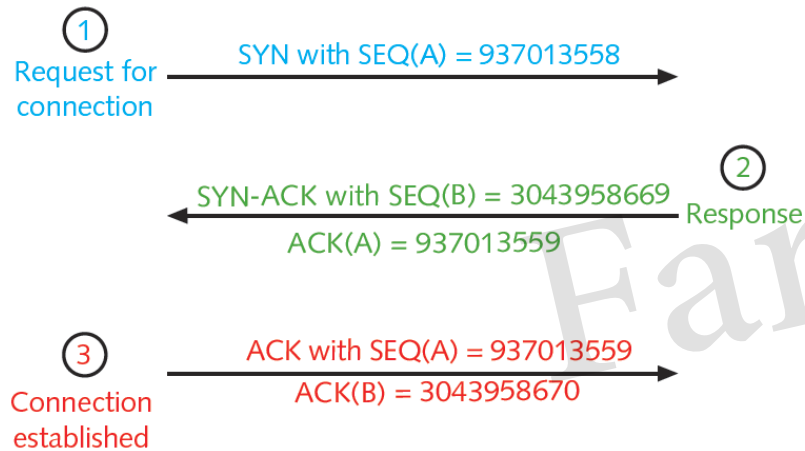 1
Request for
connection
SYN with SEQ(A) = 937013558
2
Response
SYN-ACK with SEQ(B) = 3043958669
ACK(A) = 937013559
3
Connection
established
ACK with SEQ(A) = 937013559
ACK(B) = 3043958670